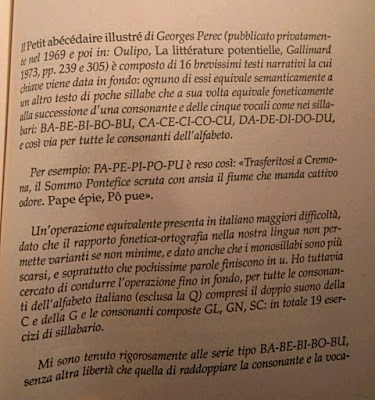 Il Petit abécédaire illustré di Georges Perec (pubblicato privatamen-
te nel 1969 e poi in: Oulipo, La littérature potentielle, Gallimard
1973, pp. 239 e 305) è composto di 16 brevissimi testi narrativi la cui
chiave viene data in fondo: ognuno di essi equivale semanticamente a
un altro testo di poche sillabe che a sua volta equivale foneticamente
alla successione d'una consonante e delle cinque vocali come nei silla-
bari: BA-BE-BI-BO-BU, CA-CE-CI-CO-CU, DA-DE-DI-DO-DU,
e così via per tutte le consonanti dell'alfabeto.
Per esempio: PA-PE-PI-PO-PU è reso così: «Trasferitosi a Cremo-
na, il Sommo Pontefice scruta con ansia il fiume che manda cattivo
odore. Pape épie, Pô pue».
Un'operazione equivalente presenta in italiano maggiori difficoltà,
dato che il rapporto fonetica-ortografia nella nostra lingua non per-
mette varianti se non minime, e dato anche che i monosillabi sono più
scarsi, e sopratutto che pochissime parole finiscono in u. Ho tuttavia
cercato di condurre l'operazione fino in fondo, per tutte le consonan-
ti dell'alfabeto italiano (esclusa la Q) compresi il doppio suono della
C e della G e le consonanti composte GL, GN, SC: in totale 19 eser-
cizi di sillabario.
Mi sono tenuto rigorosamente alle serie tipo BA-BE-BI-BO-BU,
senza altra libertà che quella di raddoppiare la consonante e la voca-